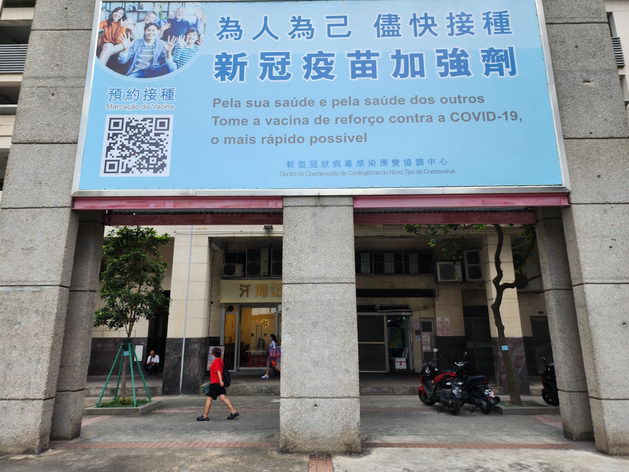 為人為己 儘快接種
新冠疫苗加強劑
預約接種
Marcação da Vacina
Pela sua saúde e pela saúde dos outros
Tome a vacina de reforço contra a COVID-19,
o mais rápido possível
新型冠狀病毒感染應變協調中心
Centro de Coordenação de Contingência do Novo Tipo de Coronavírus